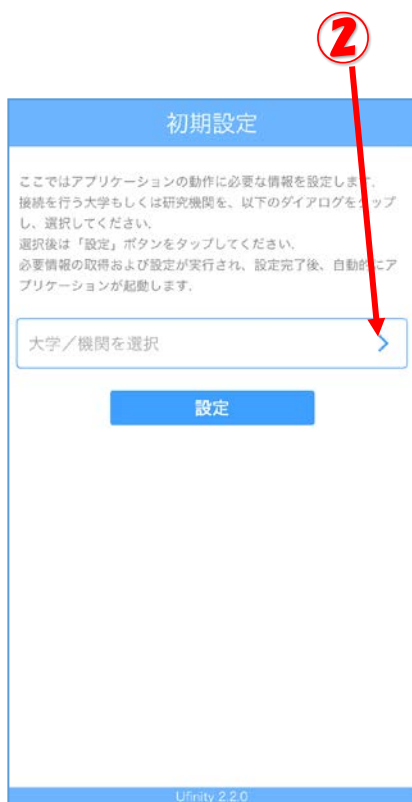 ②
初期設定
ここではアプリケーションの動作に必要な情報を設定します.
接続を行う大学もしくは研究機関を、以下のダイアログをタップ
し、選択してください.
選択後は「設定」ボタンをタップしてください.
必要情報の取得および設定が実行され、設定完了後、自動的にア
プリケーションが起動します.
大学／機関を選択
設定
Ufinity 2.2.0